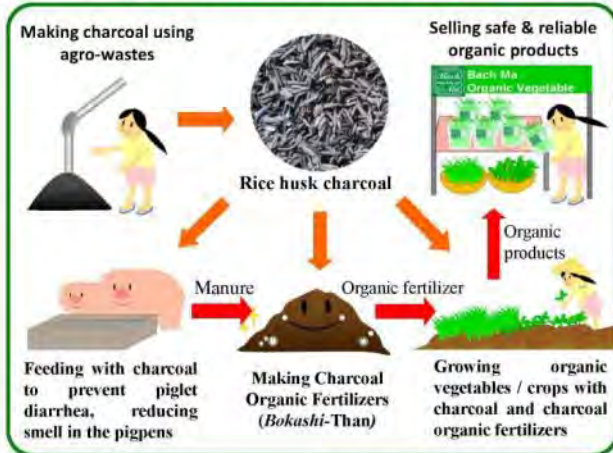 Making charcoal using
agro-wastes
Selling safe & reliable
organic products
Bach Ma
Organic Vegetable
Rice husk charcoal
Organic
products
Manure
Organic fertilizer
Feeding with charcoal
to prevent piglet
diarrhea, reducing
smell in the pigpens
Making Charcoal
Organic Fertilizers
(Bokashi-Than)
Growing organic
vegetables / crops with
charcoal and charcoal
organic fertilizers